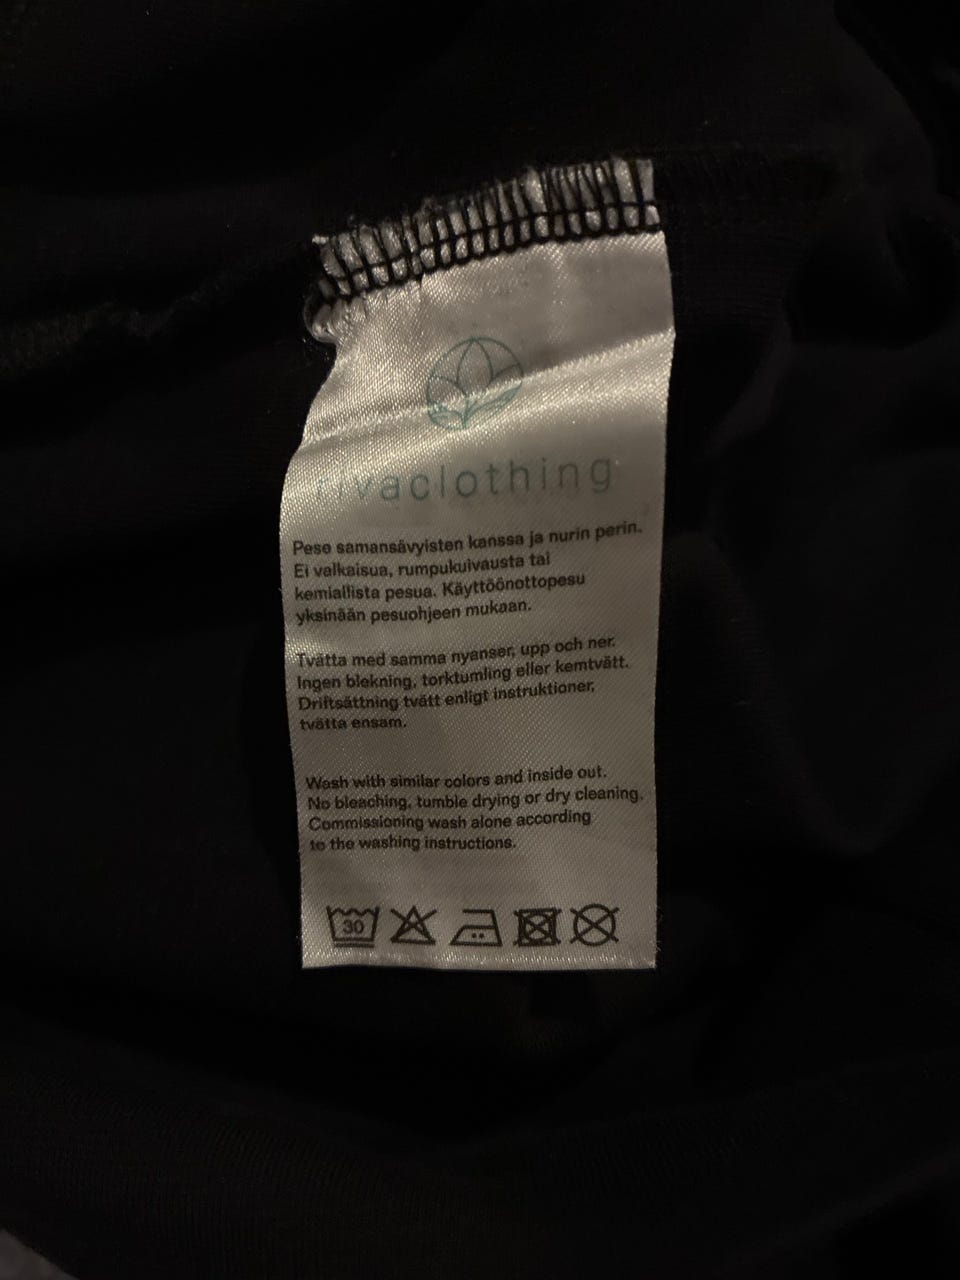 rivaclothing
Pese samansävyisten kanssa ja nurin perin.
Ei valkaisua, rumpukuivausta tai
kemiallista pesua. Käyttöönottopesu
yksinään pesuohjeen mukaan.
Tvätta med samma nyanser, upp och ner.
Ingen blekning, torktumling eller kemtvätt.
Driftsättning tvätt enligt instruktioner,
tvätta ensam.
Wash with similar colors and inside out.
No bleaching, tumble drying or dry cleaning.
Commissioning wash alone according
to the washing instructions.
30